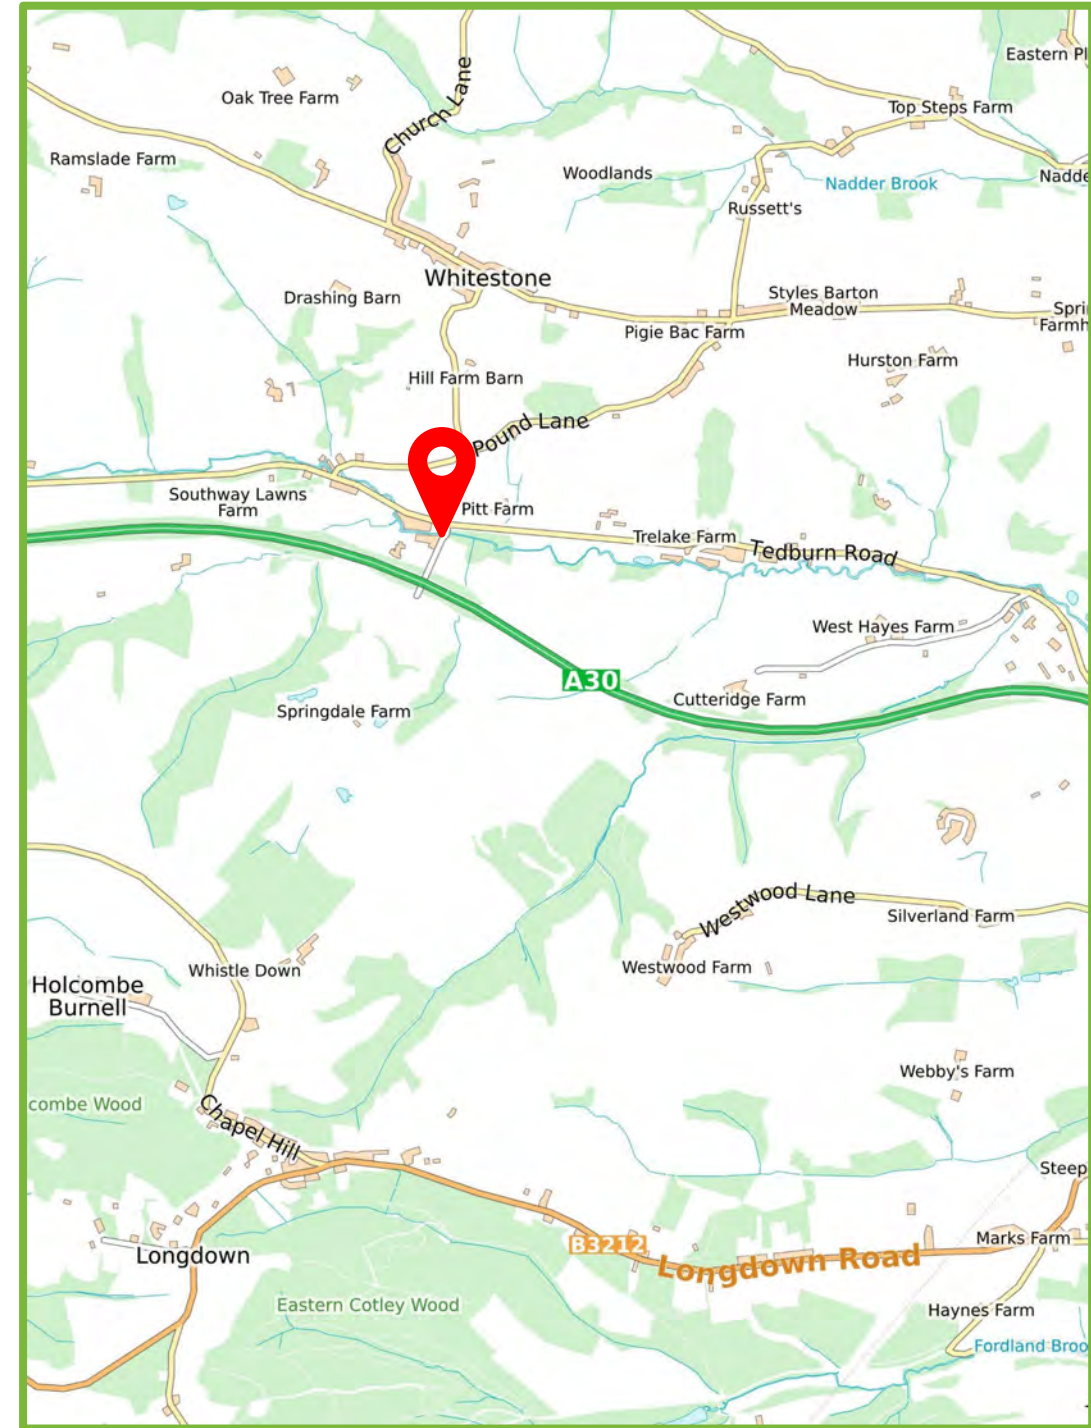 Eastern Pl
Oak Tree Farm
Church Lane
Top Steps Farm
Ramslade Farm
Woodlands
Nadder Brook
Nadde
Russett's
Whitestone
Drashing Barn
Styles Barton
Meadow
Pigie Bac Farm
Spri
Farmh
Hurston Farm
Hill Farm Barn
Pound Lane
Southway Lawns
Farm
Pitt Farm
Trelake Farm
Tedburn Road
West Hayes Farm
A30
Cutteridge Farm
Springdale Farm
Westwood Lane
Silverland Farm
Whistle Down
Westwood Farm
Holcombe
Burnell
Webby's Farm
combe Wood
Chapel Hill
Steep
Longdown
B3212
Longdown Road
Marks Farm
Eastern Cotley Wood
Haynes Farm
Fordland Broo